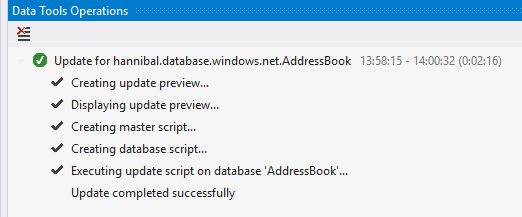 Data Tools Operations
Update for hannibal.database.windows.net.AddressBook 13:58:15 - 14:00:32 (0:02:16)
Creating update preview...
Displaying update preview...
Creating master script...
Creating database script...
Executing update script on database 'AddressBook'...
Update completed successfully